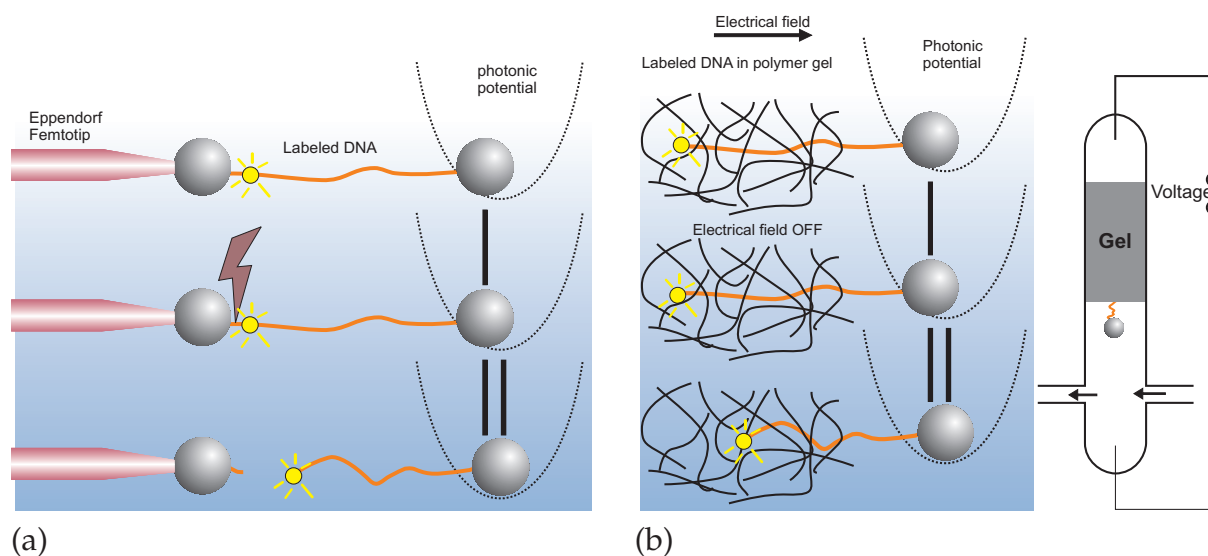 Eppendorf
Femtotip
Labeled DNA
photonic
potential
(a)
Electrical field
Labeled DNA in polymer gel
Photonic
potential
Electrical field OFF
Voltage
Gel
(b)